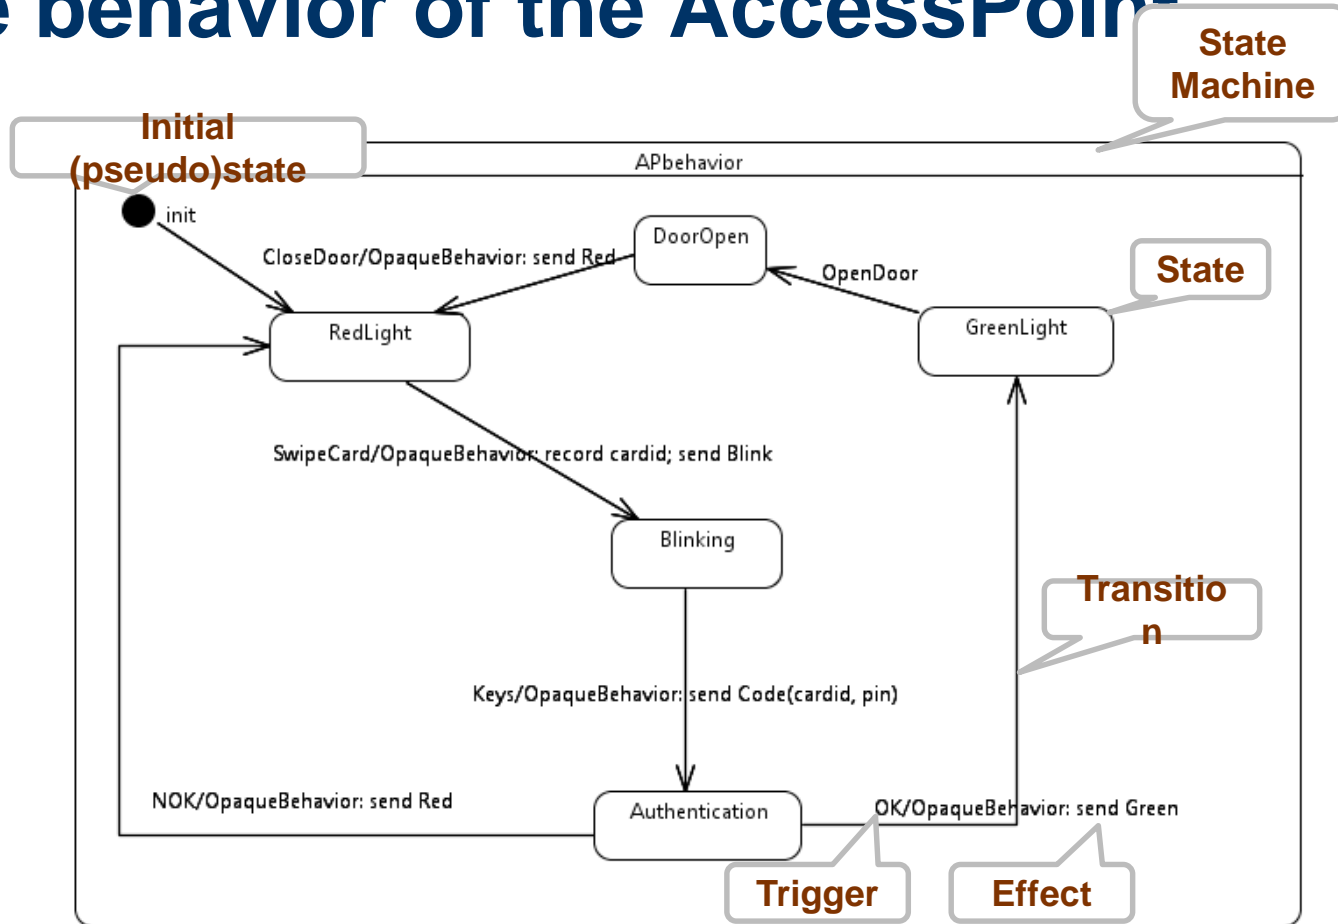 e behavior of the AccessPoint
State
Machine
Initial
(pseudo)state
APbehavior
init
DoorOpen
CloseDoor/OpaqueBehavior: send Red
OpenDoor
State
RedLight
GreenLight
SwipeCard/OpaqueBehavior: record cardid; send Blink
Blinking
Transitio
n
Keys/OpaqueBehavior: send Code(cardid, pin)
NOK/OpaqueBehavior: send Red
Authentication
OK/OpaqueBehavior: send Green
Trigger
Effect